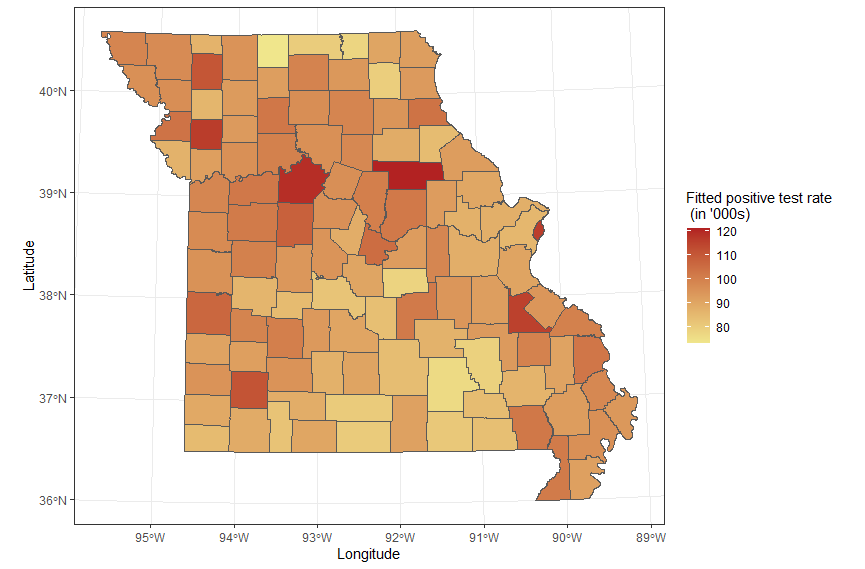 40°N
39°N
38°N
37°N
36°N
Latitude
95°W 94°W 93°W 92°W 91°W 90°W 89°W
Longitude
Fitted positive test rate
(in '000s)
120
110
100
90
80